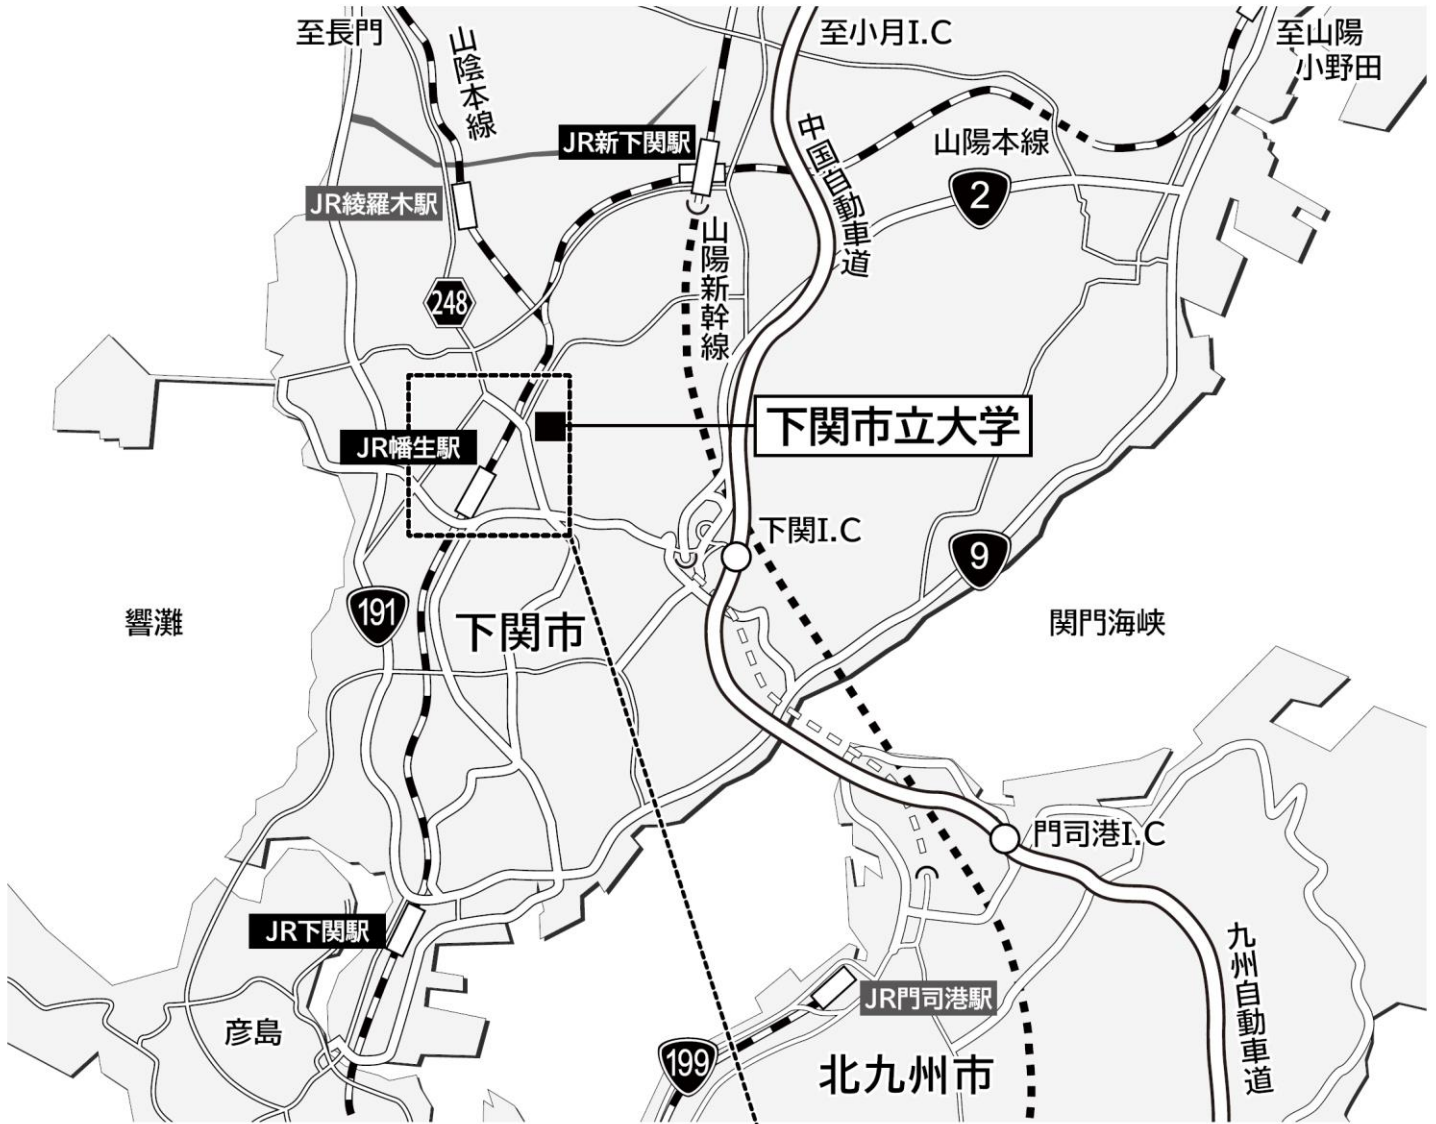 至長門
山陰本線
至小月I.C
至山陽
小野田
JR新下関駅
中国自動車道
山陽本線
2
JR綾羅木駅
山陽新幹線
248
下関市立大学
JR幡生駅
下関I.C
9
191
響灘
下関市
関門海峡
門司港I.C
JR下関駅
九州自動車道
JR門司港駅
彦島
199
北九州市